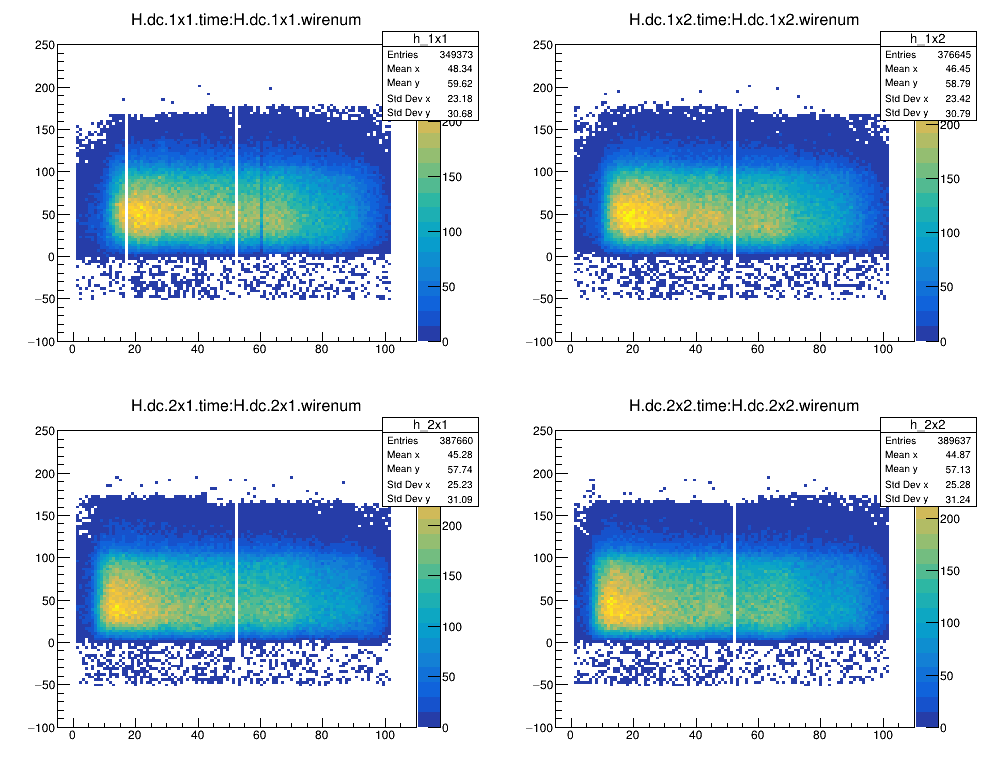 H.dc.1x1.time:H.dc.1x1.wirenum
h_1x1
Entries 349373
Mean x 48.34
Mean y 59.62
Std Dev x 23.18
Std Dev y 30.68
250
200
150
100
50
0
−50
−100
0 20 40 60 80 100
200
150
100
50
0
H.dc.1x2.time:H.dc.1x2.wirenum
h_1x2
Entries 376645
Mean x 46.45
Mean y 58.79
Std Dev x 23.42
Std Dev y 30.79
250
200
150
100
50
0
−50
−100
0 20 40 60 80 100
200
150
100
50
0
H.dc.2x1.time:H.dc.2x1.wirenum
h_2x1
Entries 387660
Mean x 45.28
Mean y 57.74
Std Dev x 25.23
Std Dev y 31.09
250
200
150
100
50
0
−50
−100
0 20 40 60 80 100
200
150
100
50
0
H.dc.2x2.time:H.dc.2x2.wirenum
h_2x2
Entries 389637
Mean x 44.87
Mean y 57.13
Std Dev x 25.28
Std Dev y 31.24
250
200
150
100
50
0
−50
−100
0 20 40 60 80 100
200
150
100
50
0